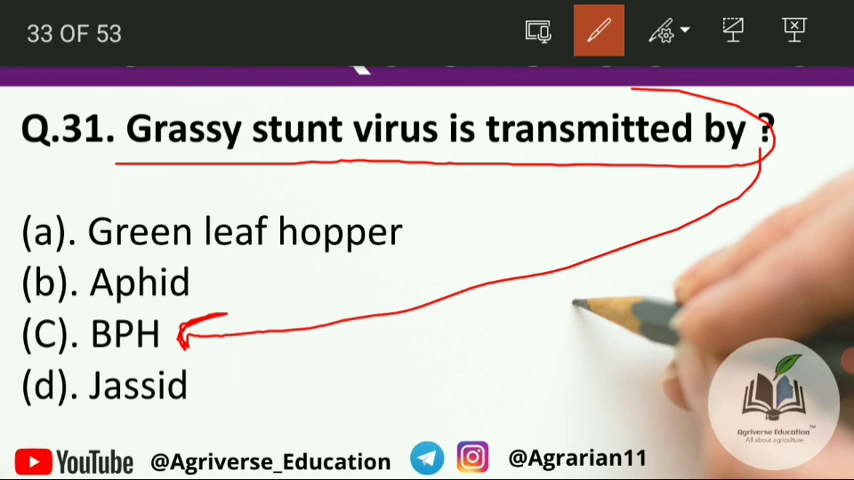 33 OF 53
Q.31. Grassy stunt virus is transmitted by ?
(a). Green leaf hopper
(b). Aphid
(C). BPH
(d). Jassid
Agriverse Education ™
All about agriculture
YouTube @Agriverse_Education @Agrarian11